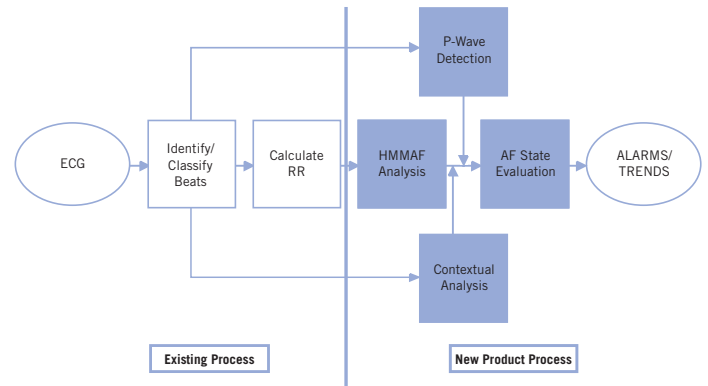 P-Wave
Detection
ECG
Identify/
Classify
Beats
Calculate
RR
HMMAF
Analysis
AF State
Evaluation
ALARMS/
TRENDS
Contextual
Analysis
Existing Process
New Product Process